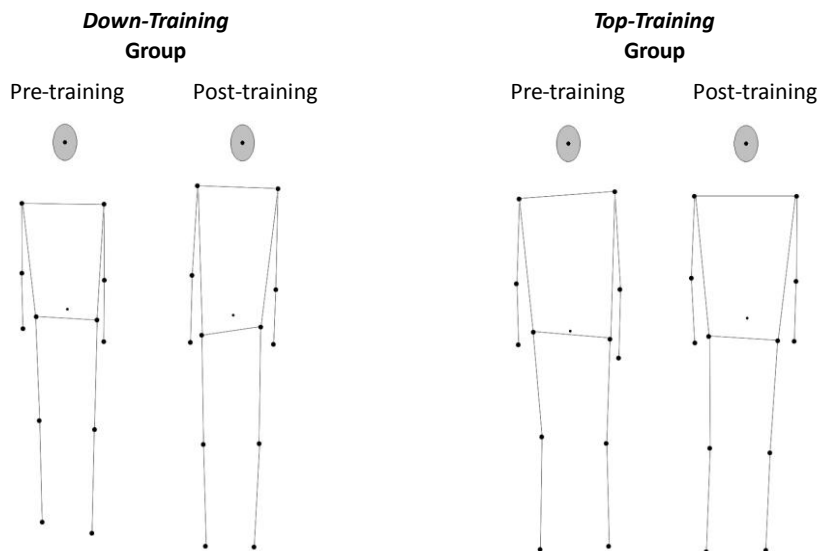 Down-Training
Group
Pre-training
Post-training
Top-Training
Group
Pre-training
Post-training